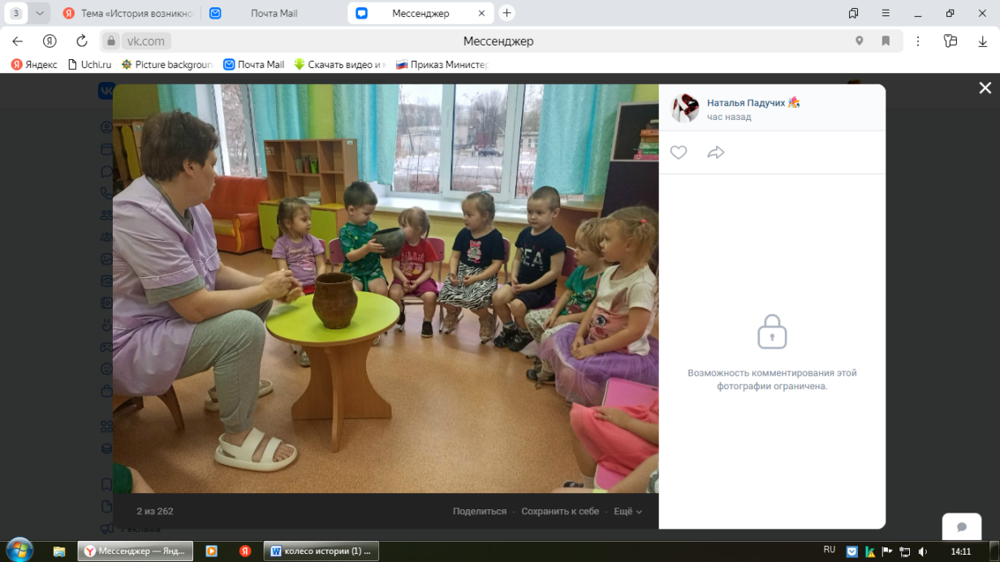 3
Тема «История возникно
Почта Mail
Мессенджер
vk.com
Мессенджер
Яндекс
Uchi.ru
Picture backgroun
Почта Mail
Скачать видео и м
Приказ Министер
Наталья Падучих
час назад
Возможность комментирования этой
фотографии ограничена.
2 из 262
Поделиться · Сохранить к себе · Ещё
Реклама
Мессенджер — Янд...
колесо истории (1) ...
RU
14:11